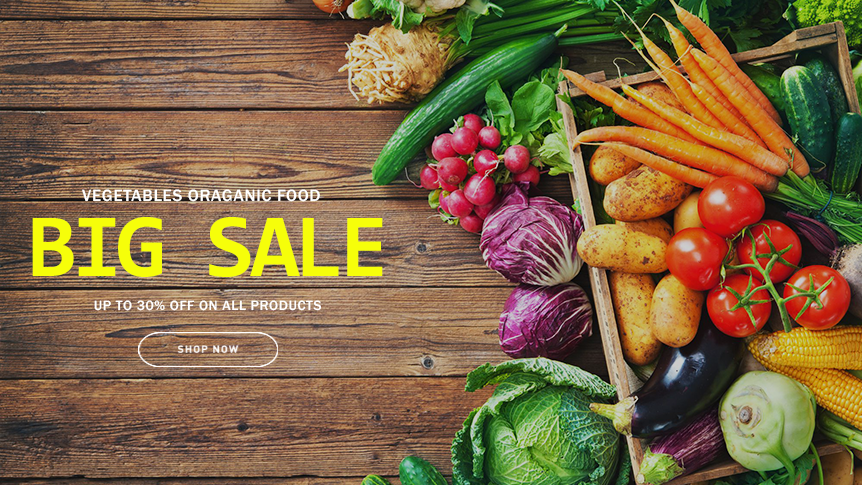 VEGETABLES ORAGANIC FOOD
BIG SALE
UP TO 30% OFF ON ALL PRODUCTS
SHOP NOW